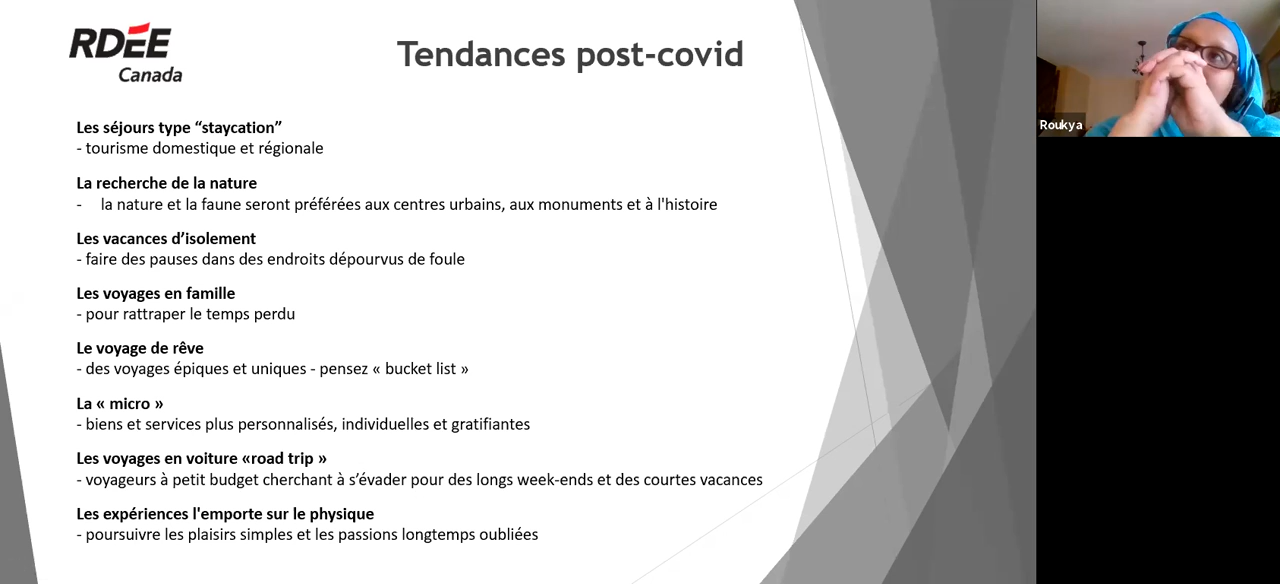 RDÉE
Canada
Tendances post-covid
Les séjours type “staycation”
- tourisme domestique et régionale
La recherche de la nature
- la nature et la faune seront préférées aux centres urbains, aux monuments et à l'histoire
Les vacances d’isolement
- faire des pauses dans des endroits dépourvus de foule
Les voyages en famille
- pour rattraper le temps perdu
Le voyage de rêve
- des voyages épiques et uniques - pensez « bucket list »
La « micro »
- biens et services plus personnalisés, individuelles et gratifiantes
Les voyages en voiture «road trip »
- voyageurs à petit budget cherchant à s’évader pour des longs week-ends et des courtes vacances
Les expériences l'emporte sur le physique
- poursuivre les plaisirs simples et les passions longtemps oubliées
Roukya